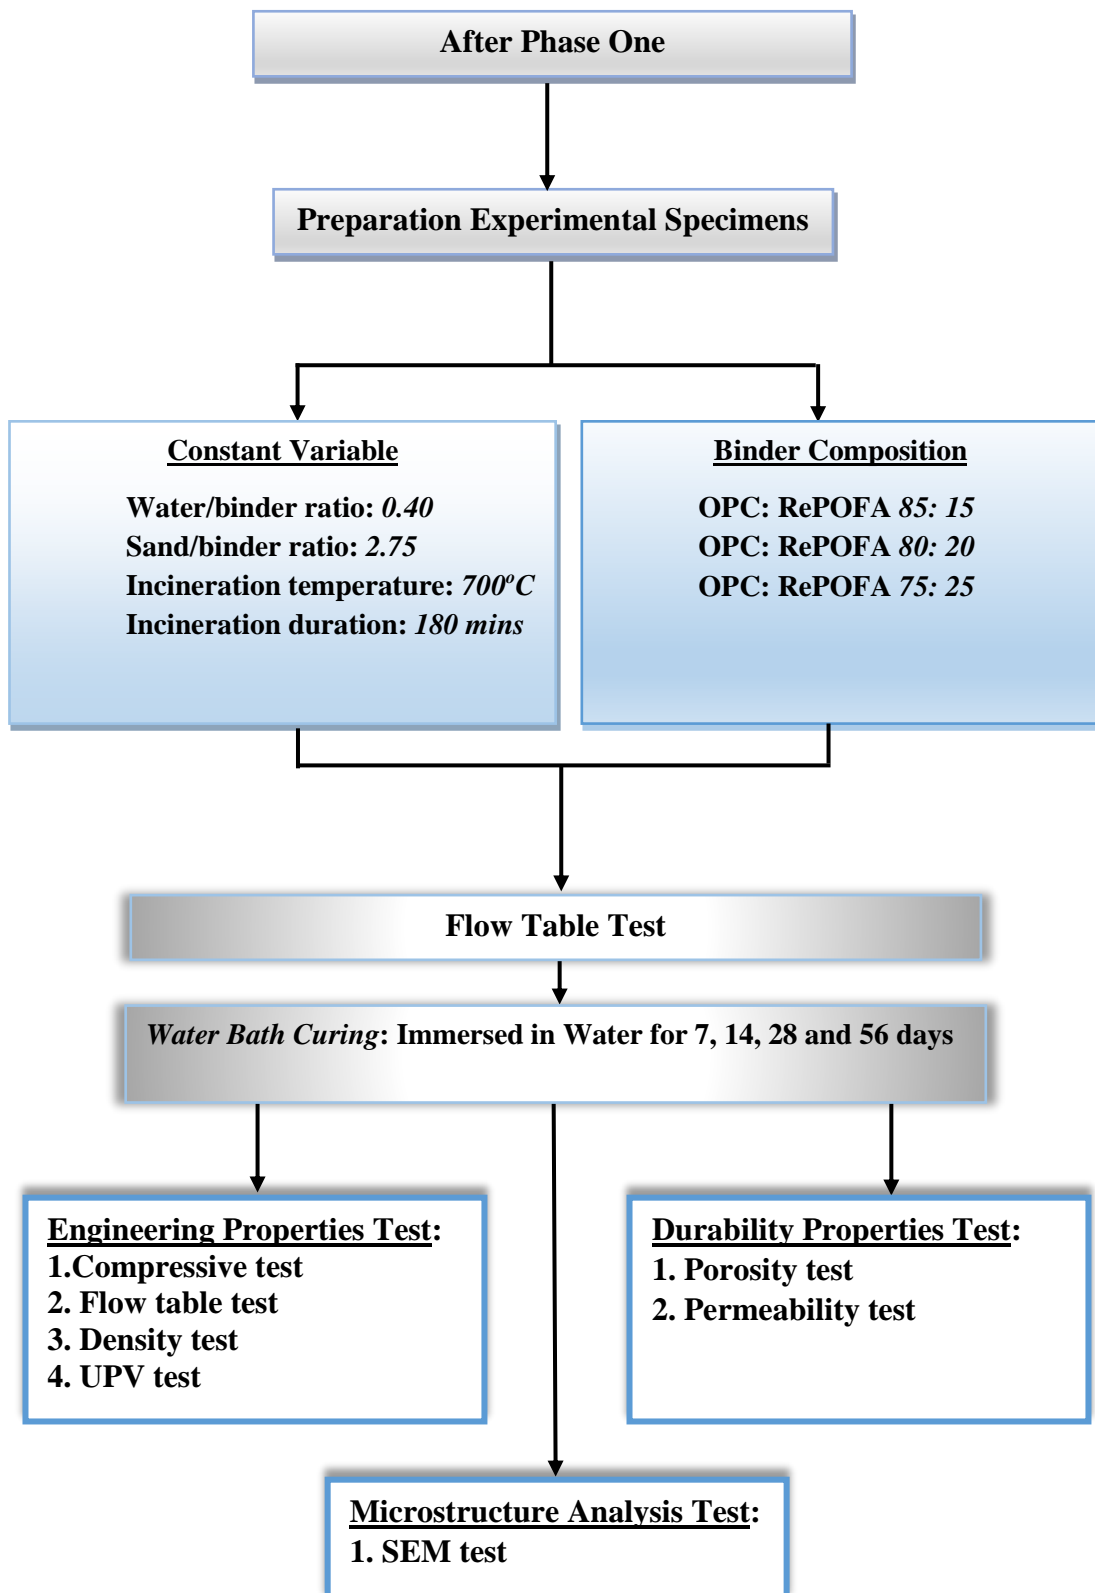 After Phase One
Preparation Experimental Specimens
Constant Variable
Water/binder ratio: 0.40
Sand/binder ratio: 2.75
Incineration temperature: 700ºC
Incineration duration: 180 mins
Binder Composition
OPC: RePOFA 85: 15
OPC: RePOFA 80: 20
OPC: RePOFA 75: 25
Flow Table Test
Water Bath Curing: Immersed in Water for 7, 14, 28 and 56 days
Engineering Properties Test:
1.Compressive test
2. Flow table test
3. Density test
4. UPV test
Durability Properties Test:
1. Porosity test
2. Permeability test
Microstructure Analysis Test:
1. SEM test